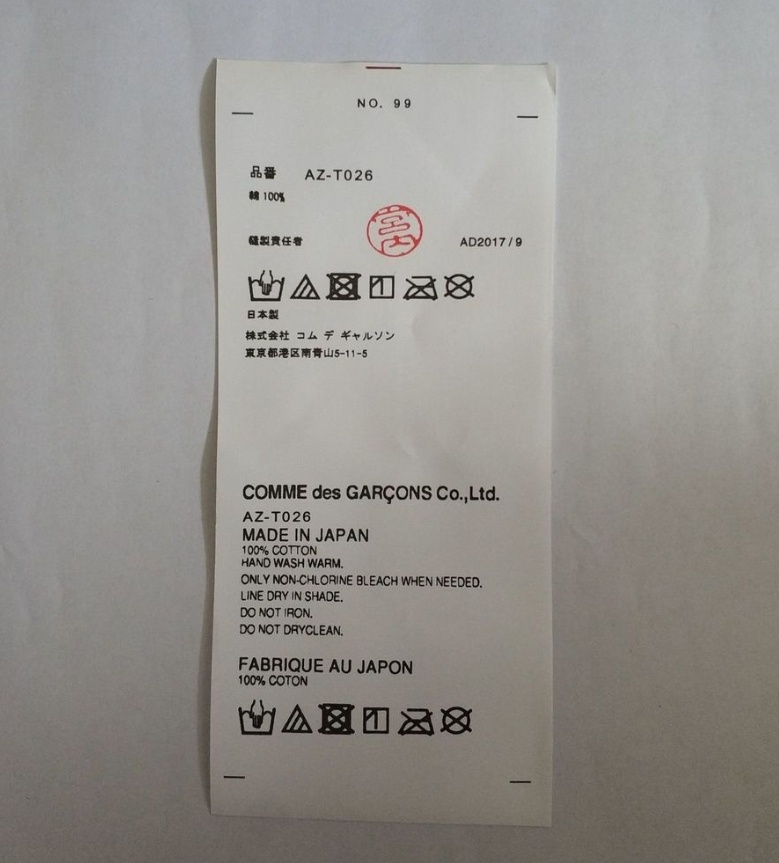 NO. 99
品番 AZ-T026
綿 100%
縫製責任者 AD2017/9
日本製
株式会社 コム デ ギャルソン
東京都港区南青山5-11-5
COMME des GARÇONS Co.,Ltd.
AZ-T026
MADE IN JAPAN
100% COTTON
HAND WASH WARM.
ONLY NON-CHLORINE BLEACH WHEN NEEDED.
LINE DRY IN SHADE.
DO NOT IRON.
DO NOT DRYCLEAN.
FABRIQUE AU JAPON
100% COTON